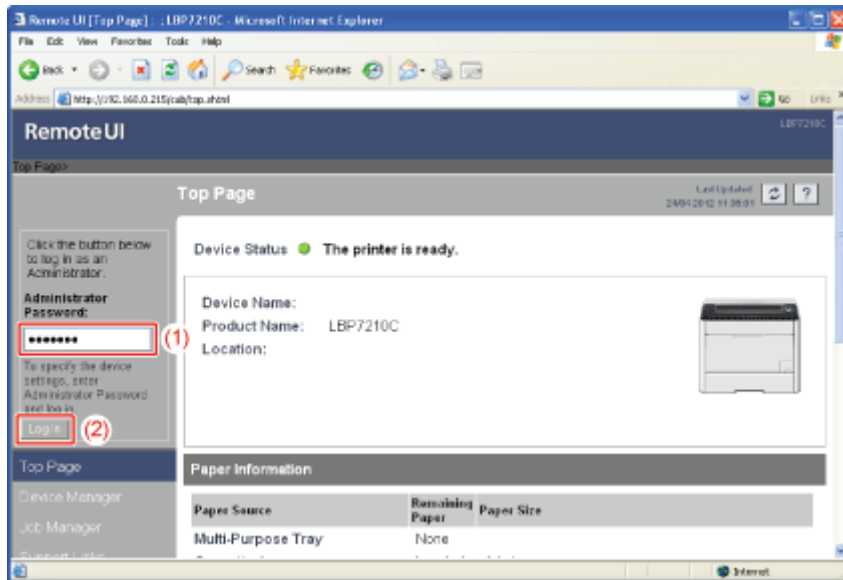 Remote UI [Top Page] : ; LBP7210C - Microsoft Internet Explorer
File Edit View Favorites Tools Help
Back Search Favorites
Address http://192.168.0.215/cab/top.shtml Go Links
Remote UI
LBP7210C
Top Page>
Top Page
Last Updated
24/04 2012 11:38:01
?
Click the button below
to log in as an
Administrator.
Administrator
Password:
•••••••
(1)
To specify the device
settings, enter
Administrator Password
and log in.
Login
(2)
Top Page
Device Manager
Job Manager
Support Links
Device Status The printer is ready.
Device Name:
Product Name: LBP7210C
Location:
Paper Information
Paper Source Remaining Paper Paper Size
Multi-Purpose Tray None
Internet